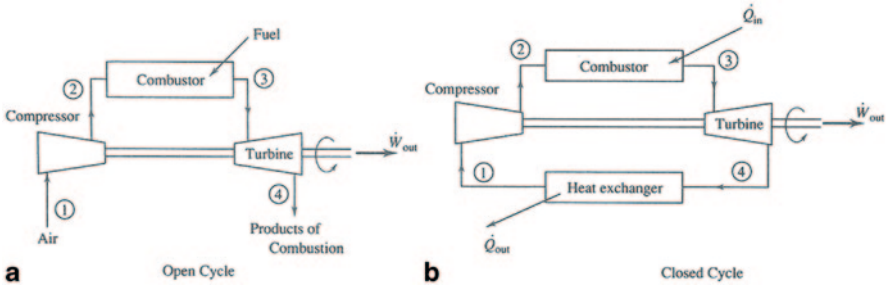 Fuel
②
Combustor
③
Compressor
Turbine
Ẇout
①
④
Air
Products of
Combustion
a
Open Cycle
Q̇in
②
Combustor
③
Compressor
Turbine
Ẇout
①
Heat exchanger
④
Q̇out
b
Closed Cycle